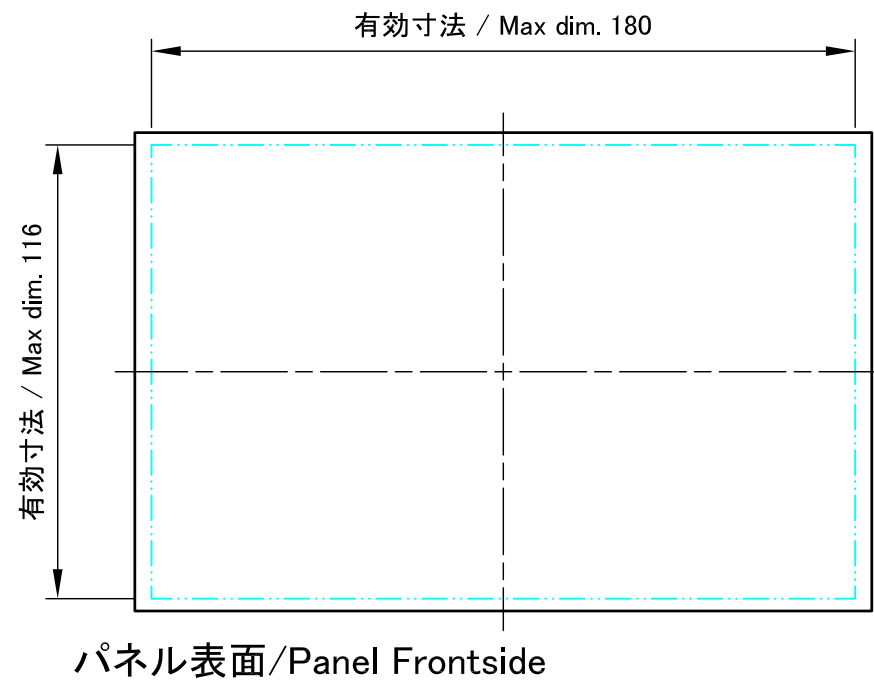 有効寸法 / Max dim. 180
有効寸法 / Max dim. 116
パネル表面/Panel Frontside